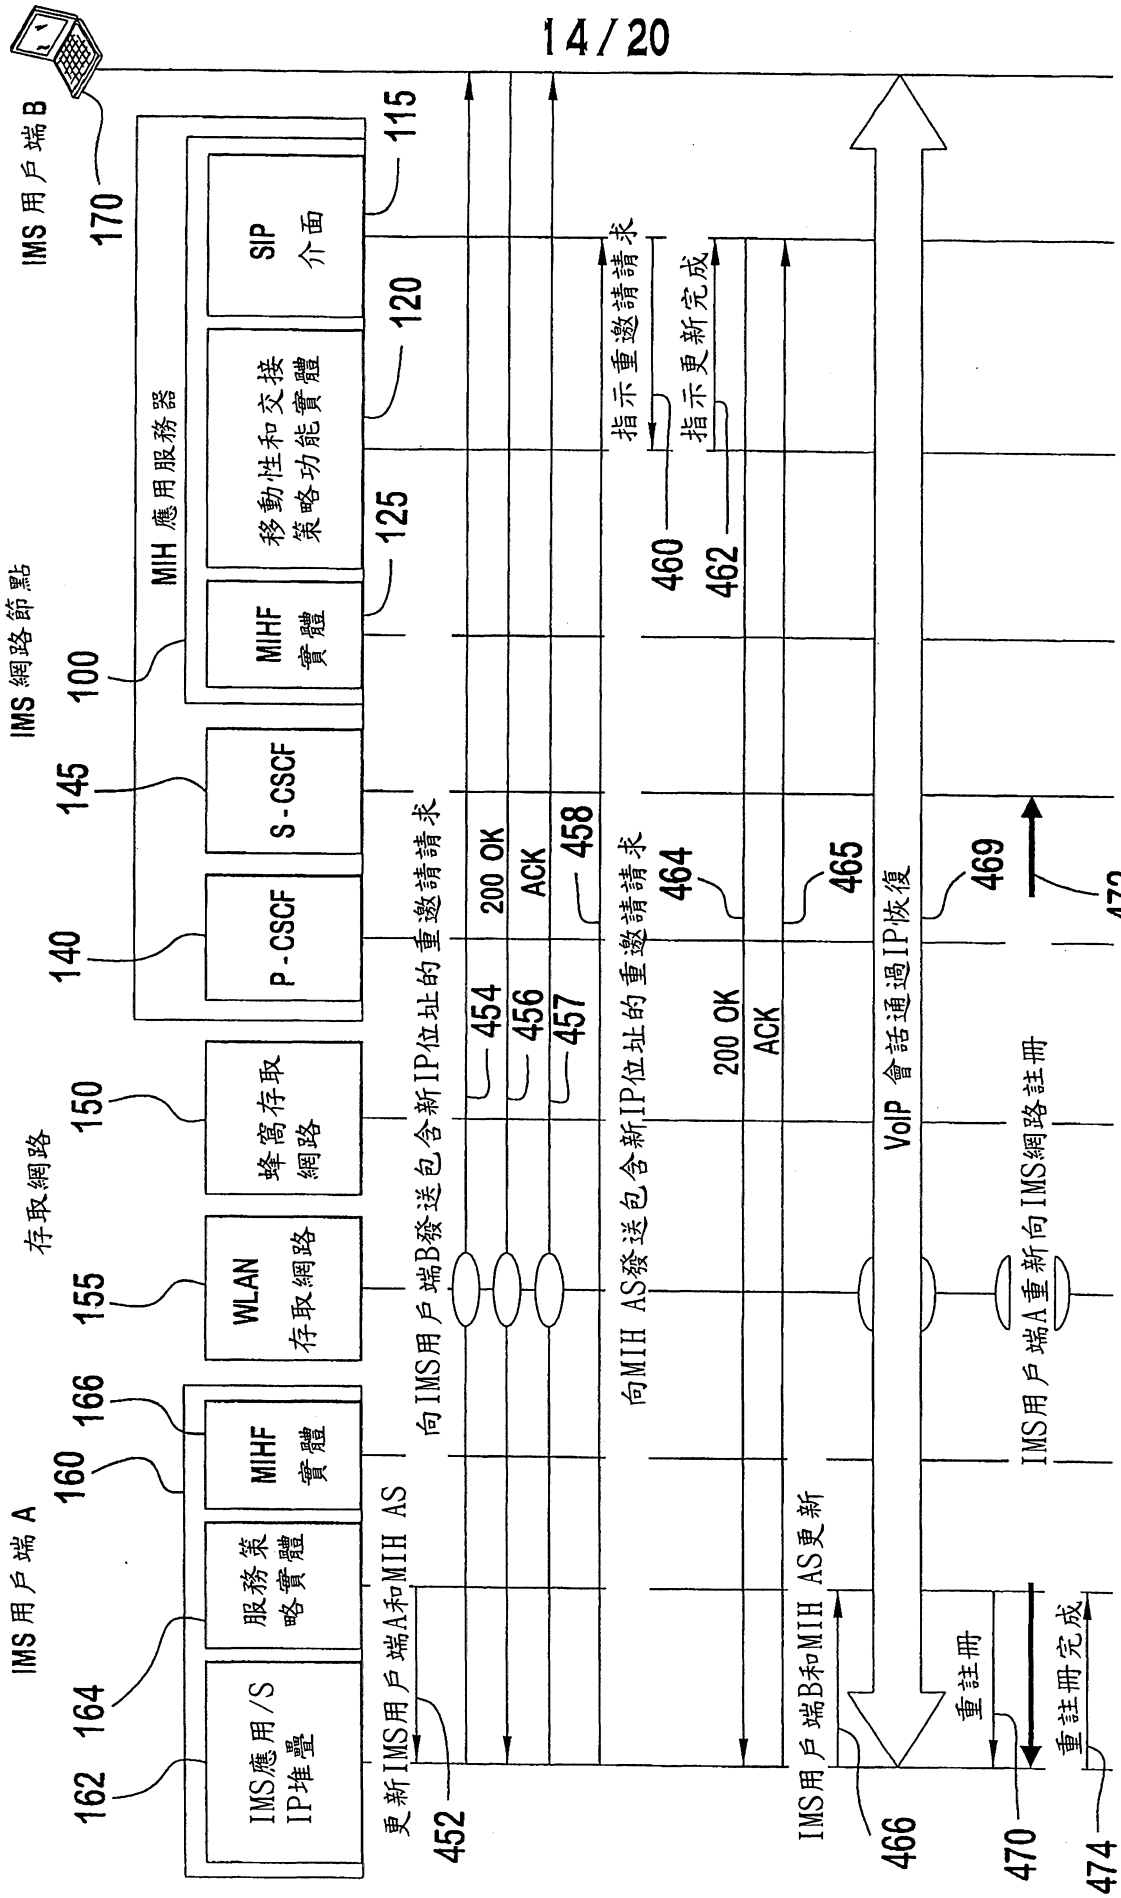 14/20
IMS 用戶端 A
存取網路
IMS 網路節點
IMS 用戶端 B
160
162
164
166
155
150
140
145
100
125
120
115
170
MIH 應用服務器
IMS應用/S
IP堆疊
服務策
略實體
MIHF
實體
WLAN
存取網路
蜂窩存取
網路
P-CSCF
S-CSCF
MIHF
實體
移動性和交接
策略功能實體
SIP
介面
更新IMS用戶端A和MIH AS
452
向IMS用戶端B發送包含新IP位址的重邀請請求
454
200 OK
456
ACK
457
458
向MIH AS發送包含新IP位址的重邀請請求
指示重邀請請求
460
指示更新完成
462
200 OK
464
ACK
465
IMS用戶端B和MIH AS更新
466
VoIP 會話通過IP恢復
469
重註冊
470
IMS用戶端A重新向IMS網路註冊
重註冊完成
474